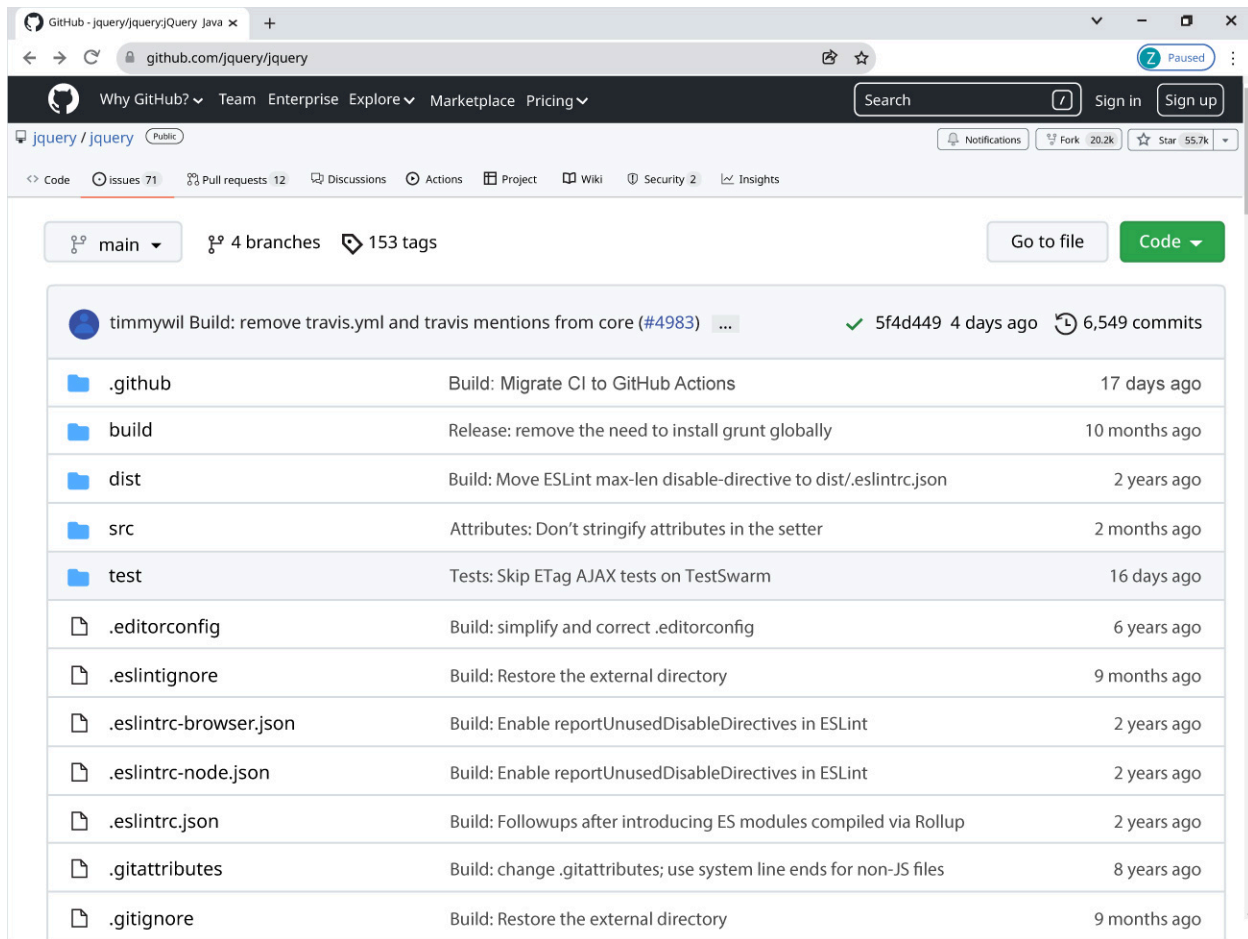 GitHub - jquery/jquery:jQuery Java
github.com/jquery/jquery
Z Paused
Why GitHub? Team Enterprise Explore Marketplace Pricing Search / Sign in Sign up
jquery / jquery Public Notifications Fork 20.2k Star 55.7k
<> Code issues 71 Pull requests 12 Discussions Actions Project Wiki Security 2 Insights
main 4 branches 153 tags Go to file Code
timmywil Build: remove travis.yml and travis mentions from core (#4983) ... 5f4d449 4 days ago 6,549 commits
.github Build: Migrate CI to GitHub Actions 17 days ago
build Release: remove the need to install grunt globally 10 months ago
dist Build: Move ESLint max-len disable-directive to dist/.eslintrc.json 2 years ago
src Attributes: Don’t stringify attributes in the setter 2 months ago
test Tests: Skip ETag AJAX tests on TestSwarm 16 days ago
.editorconfig Build: simplify and correct .editorconfig 6 years ago
.eslintignore Build: Restore the external directory 9 months ago
.eslintrc-browser.json Build: Enable reportUnusedDisableDirectives in ESLint 2 years ago
.eslintrc-node.json Build: Enable reportUnusedDisableDirectives in ESLint 2 years ago
.eslintrc.json Build: Followups after introducing ES modules compiled via Rollup 2 years ago
.gitattributes Build: change .gitattributes; use system line ends for non-JS files 8 years ago
.gitignore Build: Restore the external directory 9 months ago